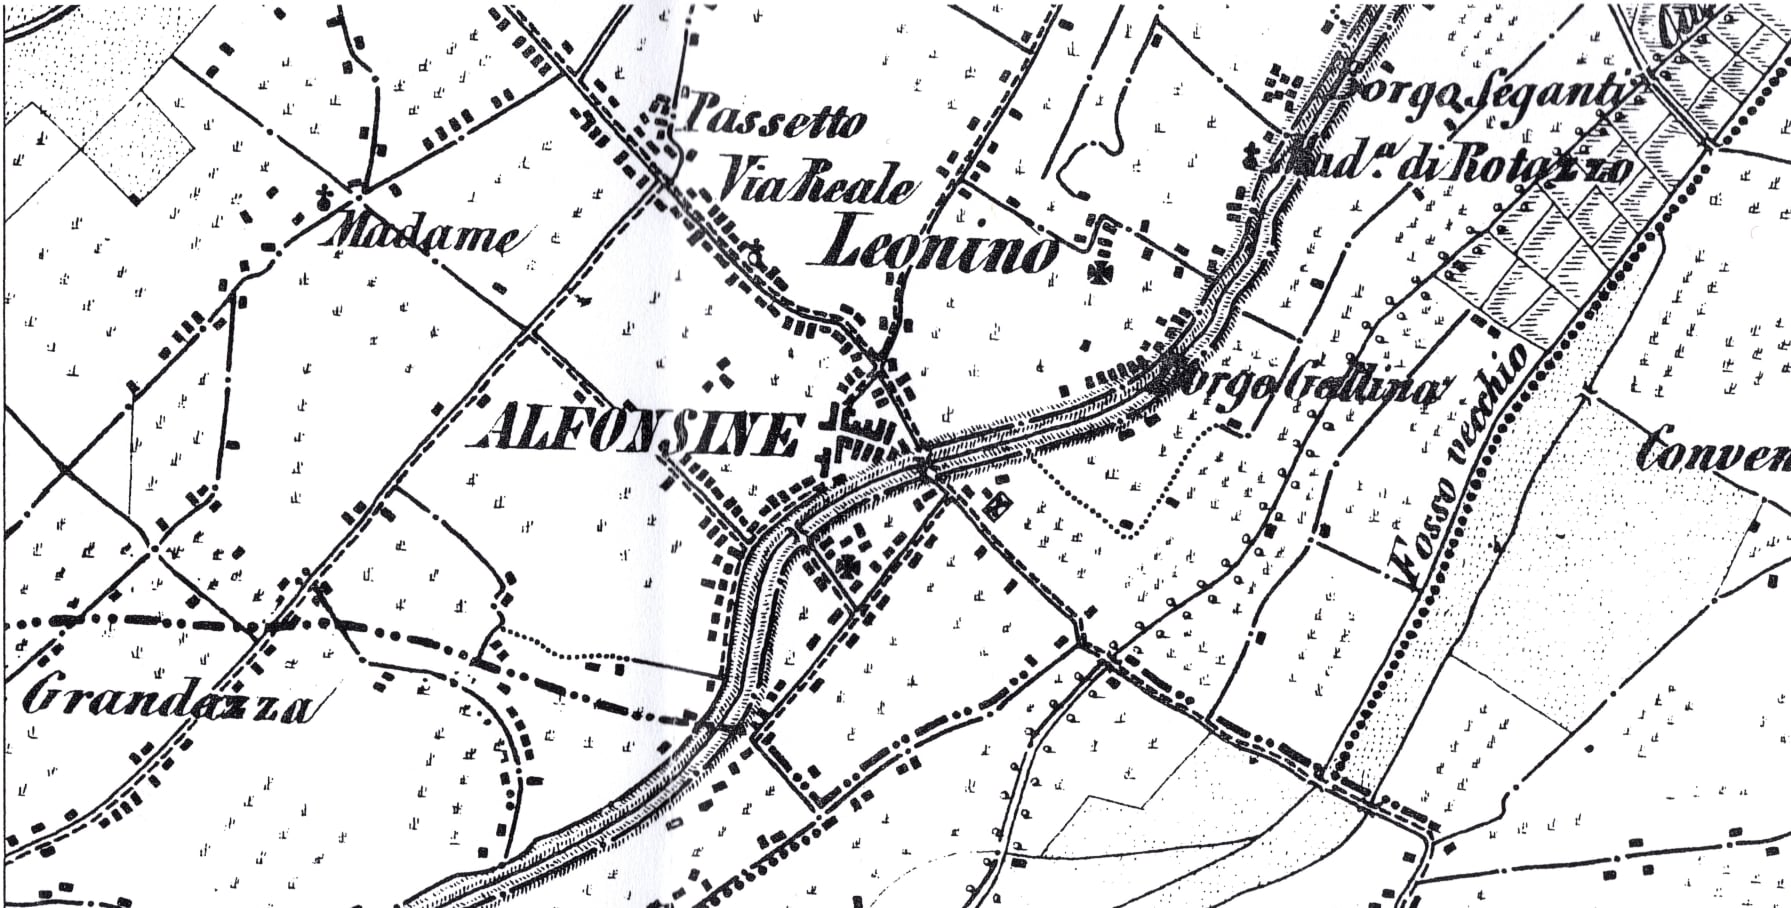 Passetto
Borgo Seganti
Mad.ª di Rotazzo
Via Reale
Madame
Leonino
Borgo Gallina
ALFONSINE
Fosso vecchio
Conven
Grandazza